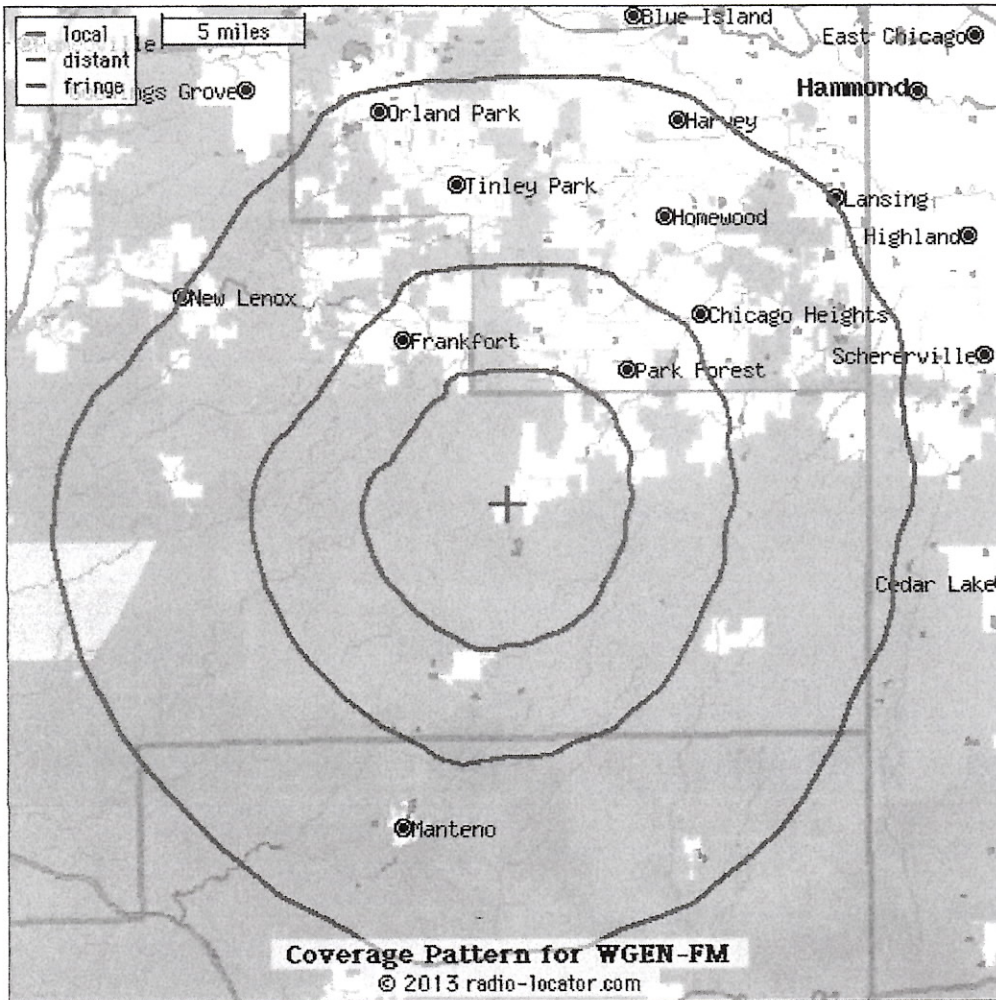 local
distant
fringe
5 miles
Blue Island
East Chicago
Hammond
Orland Park
Harvey
Tinley Park
Lansing
Homewood
Highland
New Lenox
Chicago Heights
Frankfort
Schererville
Park Forest
Cedar Lake
Manteno
Coverage Pattern for WGEN-FM
© 2013 radio-locator.com